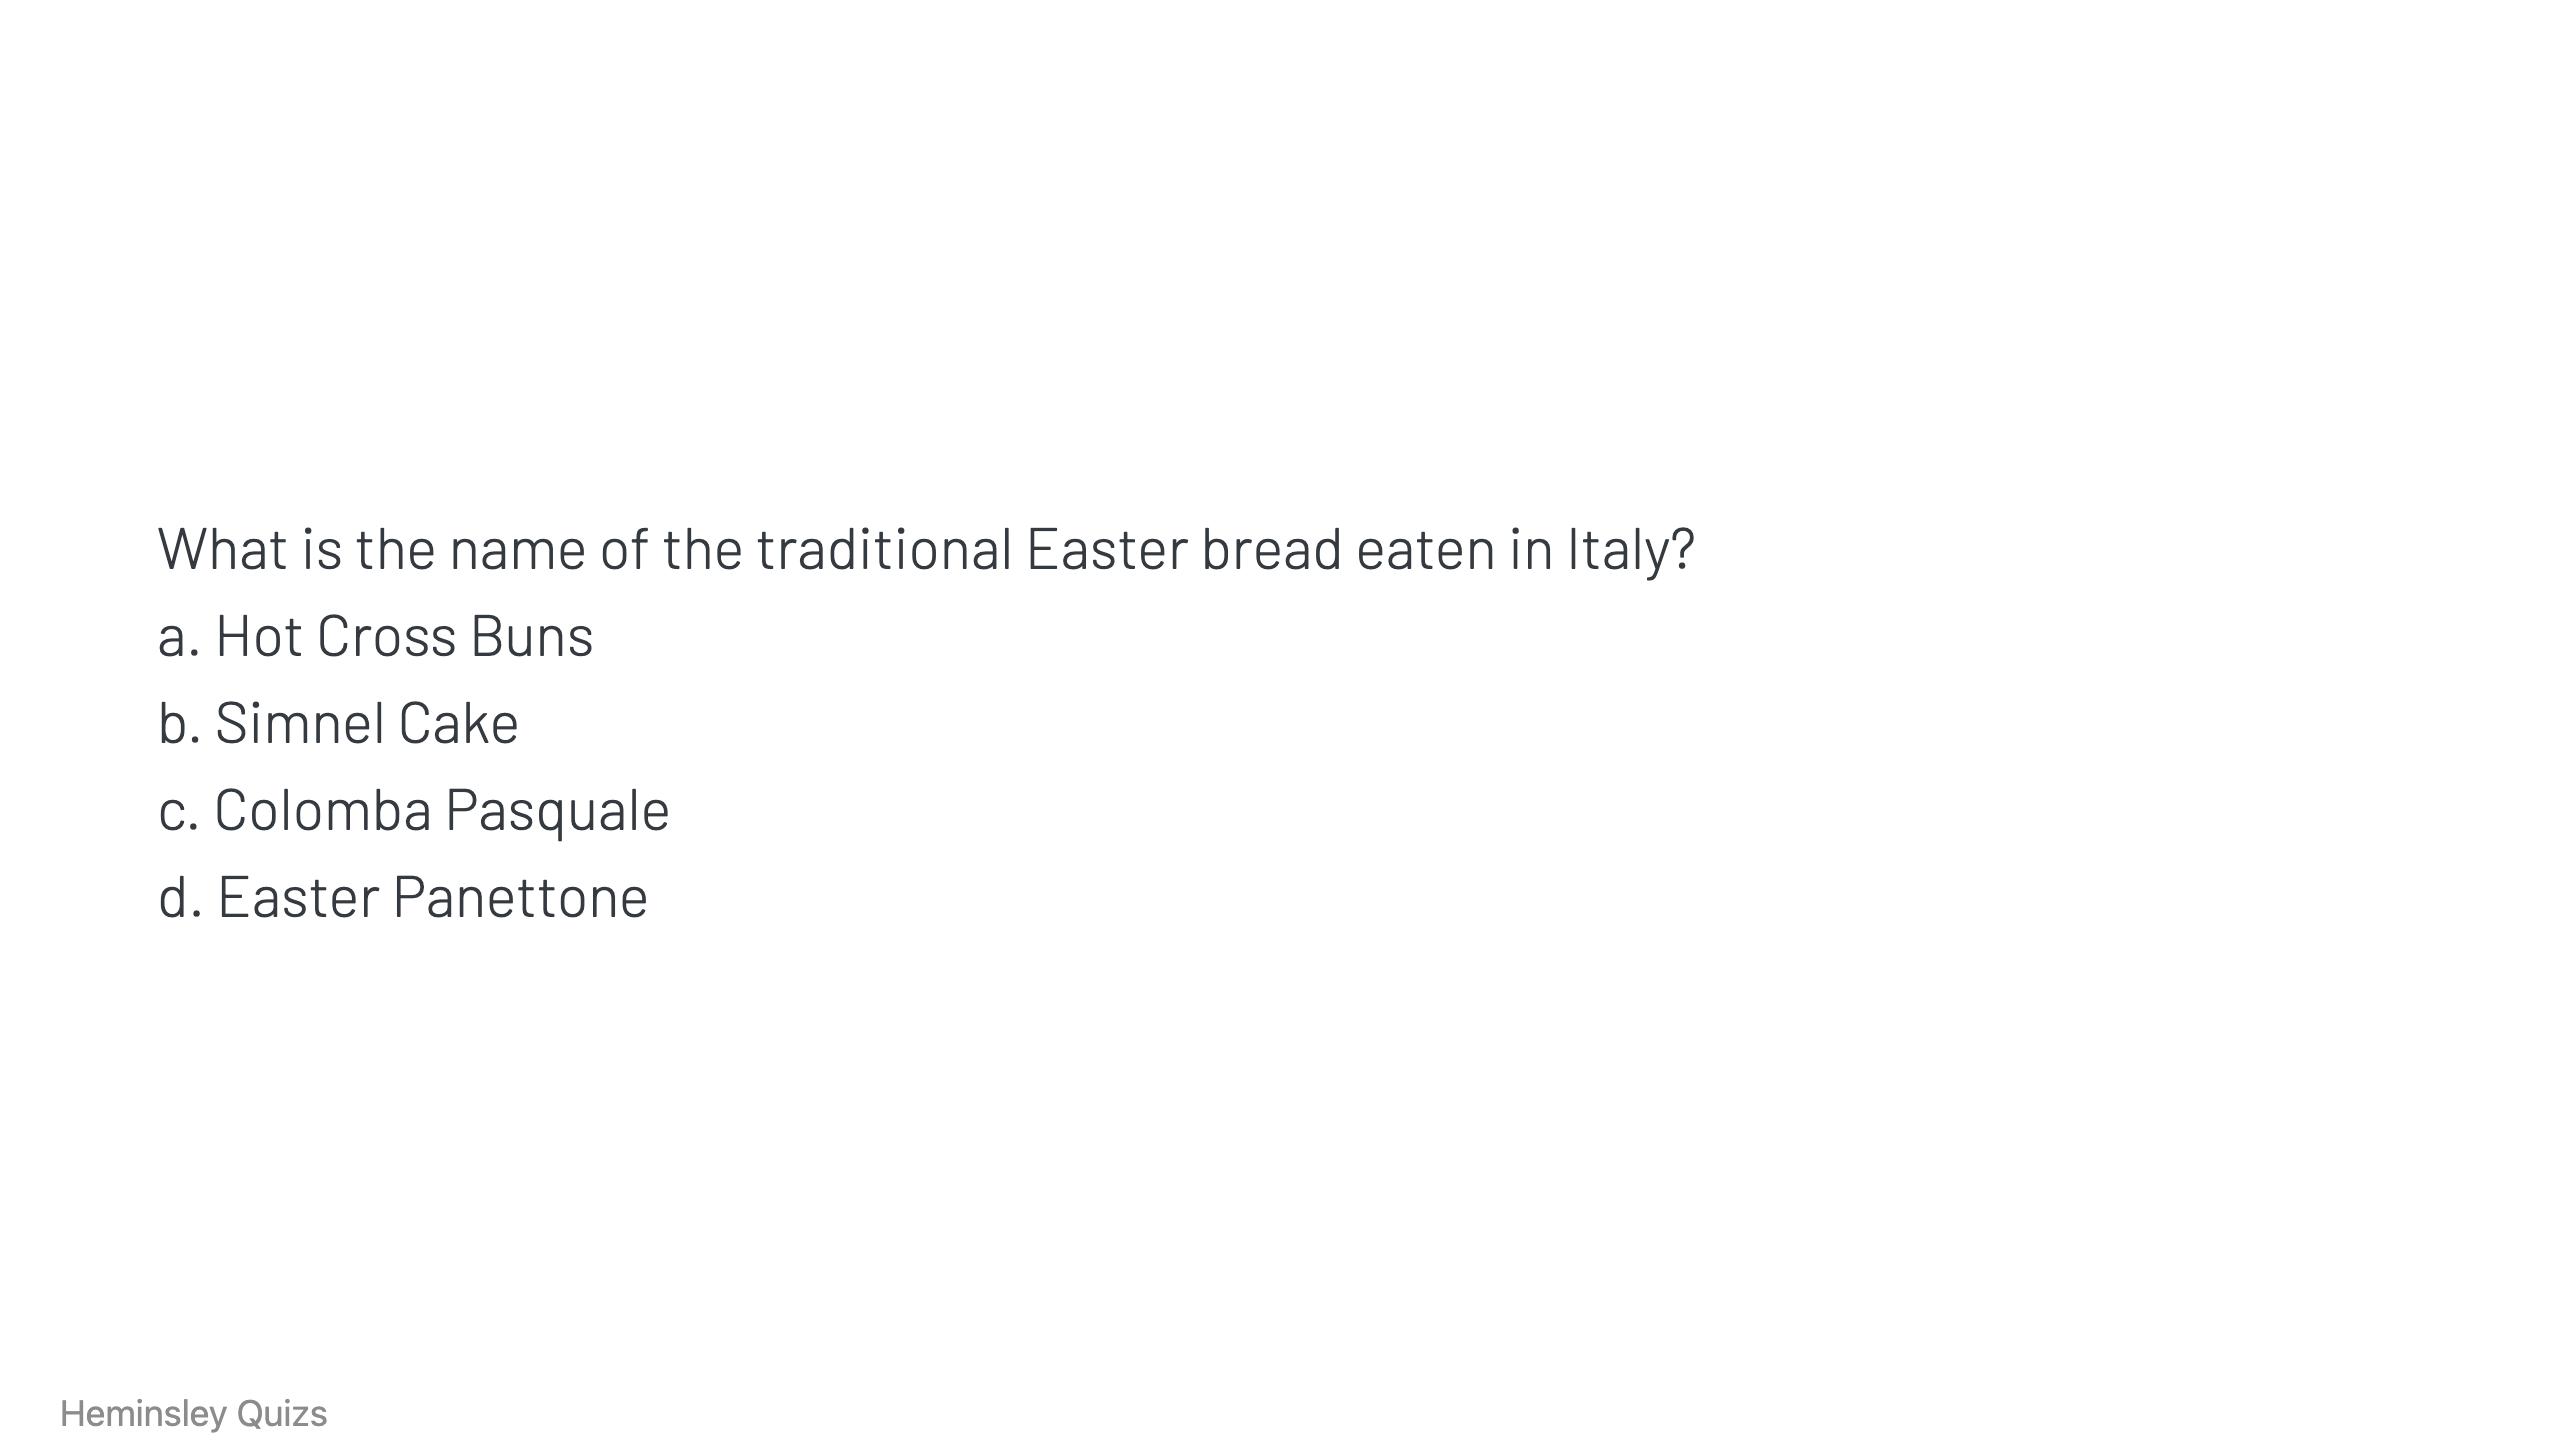 What is the name of the traditional Easter bread eaten in Italy?
a. Hot Cross Buns
b. Simnel Cake
c. Colomba Pasquale
d. Easter Panettone
Heminsley Quizs